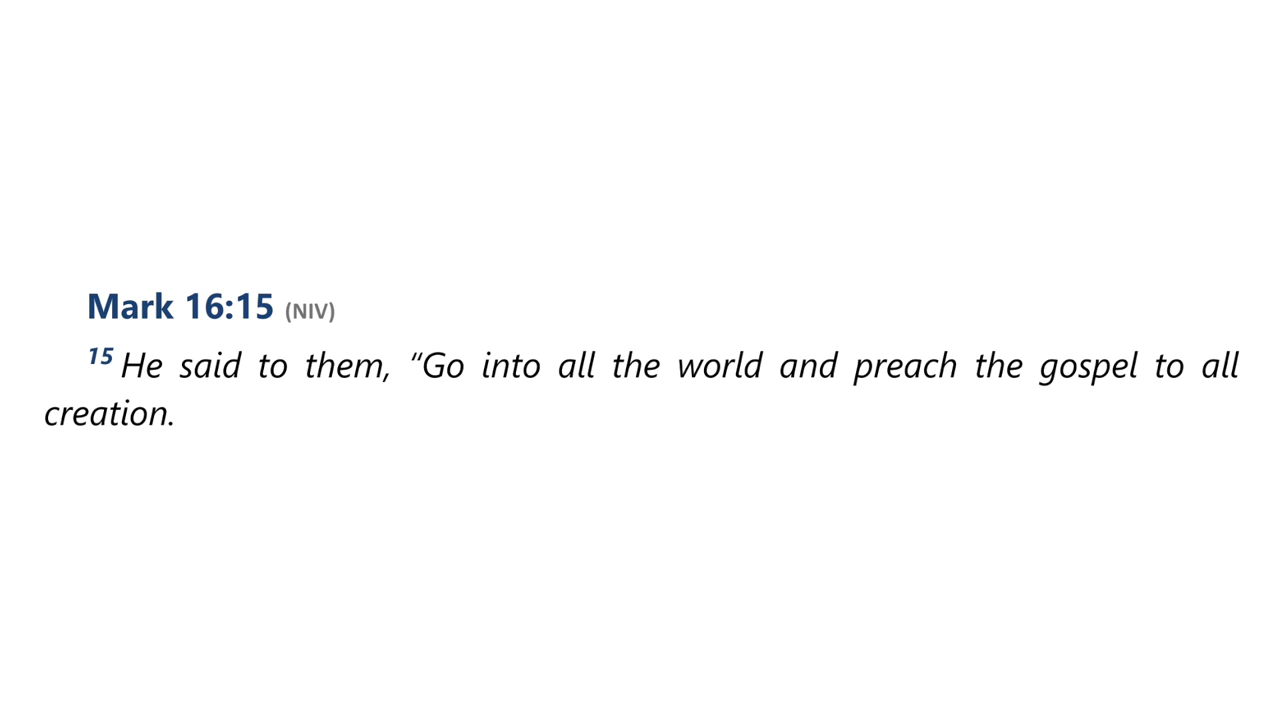 Mark 16:15 (NIV)
15 He said to them, “Go into all the world and preach the gospel to all
creation.